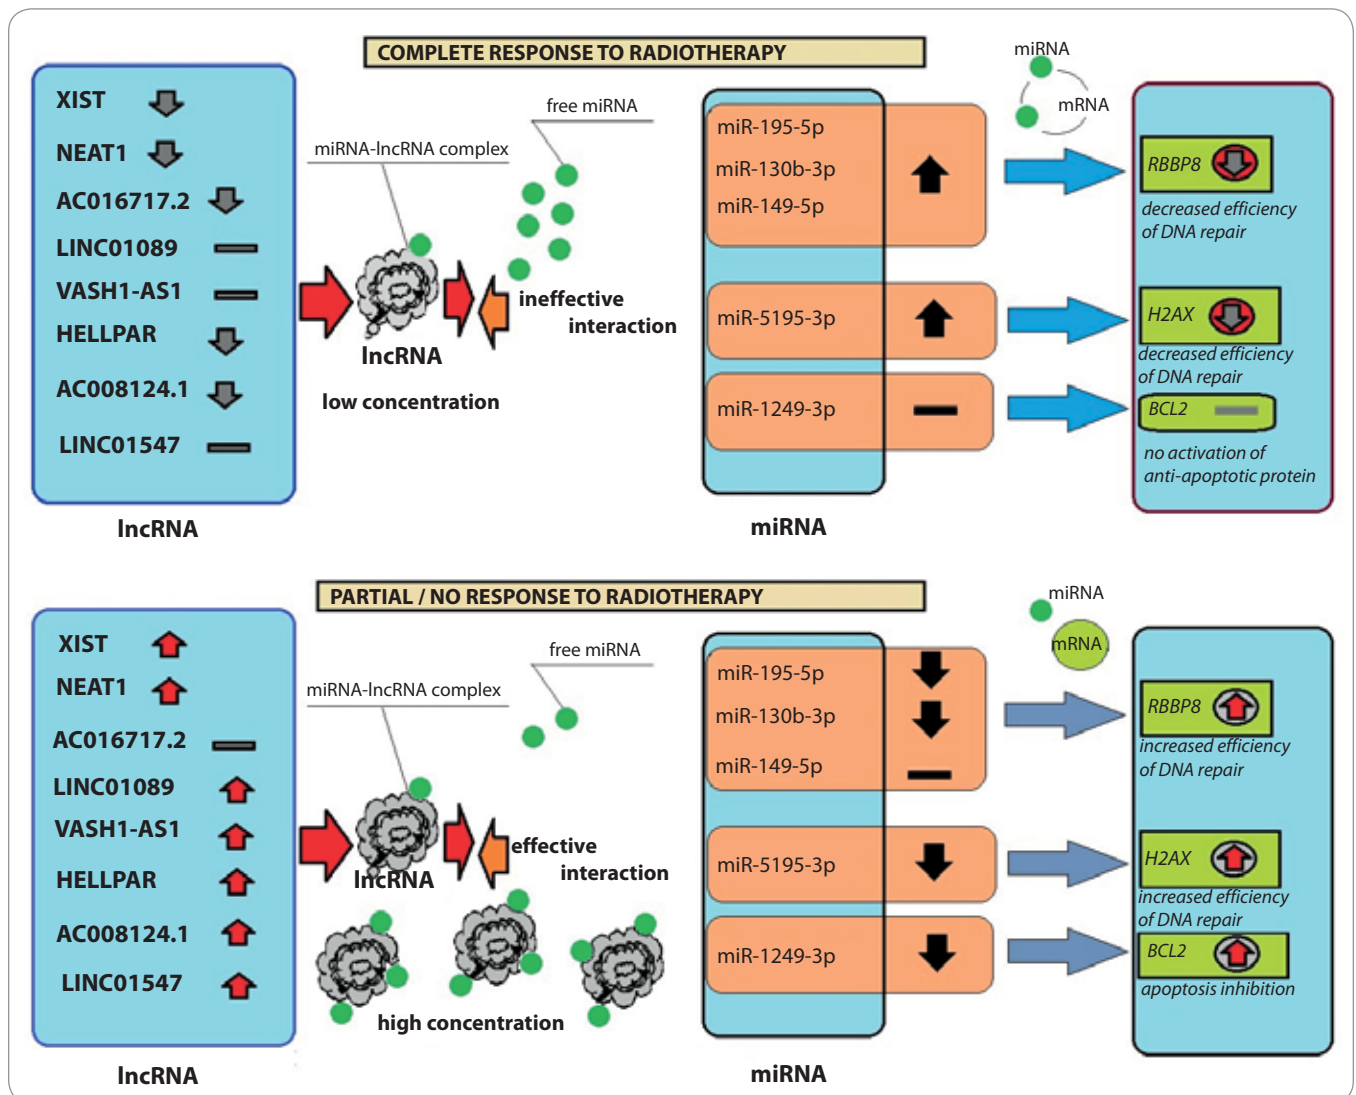 COMPLETE RESPONSE TO RADIOTHERAPY
XIST
NEAT1
AC016717.2
LINC01089
VASH1-AS1
HELLPAR
AC008124.1
LINC01547
lncRNA
miRNA-lncRNA complex
free miRNA
ineffective
interaction
lncRNA
low concentration
miR-195-5p
miR-130b-3p
miR-149-5p
miR-5195-3p
miR-1249-3p
miRNA
miRNA
mRNA
RBBP8
decreased efficiency
of DNA repair
H2AX
decreased efficiency
of DNA repair
BCL2
no activation of
anti-apoptotic protein
PARTIAL / NO RESPONSE TO RADIOTHERAPY
XIST
NEAT1
AC016717.2
LINC01089
VASH1-AS1
HELLPAR
AC008124.1
LINC01547
lncRNA
miRNA-lncRNA complex
free miRNA
effective
interaction
lncRNA
high concentration
miR-195-5p
miR-130b-3p
miR-149-5p
miR-5195-3p
miR-1249-3p
miRNA
miRNA
mRNA
RBBP8
increased efficiency
of DNA repair
H2AX
increased efficiency
of DNA repair
BCL2
apoptosis inhibition